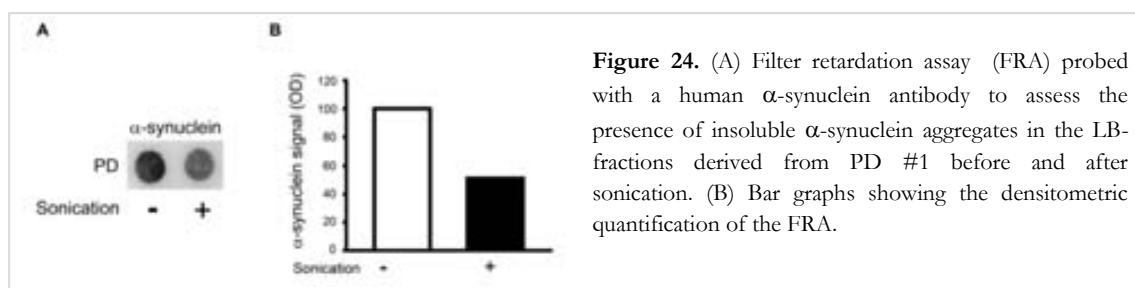 A
α-synuclein
PD
Sonication - +
B
α-synuclein signal (OD)
120
100
80
60
40
20
0
Sonication - +
Figure 24. (A) Filter retardation assay (FRA) probed
with a human α-synuclein antibody to assess the
presence of insoluble α-synuclein aggregates in the LB-
fractions derived from PD #1 before and after
sonication. (B) Bar graphs showing the densitometric
quantification of the FRA.